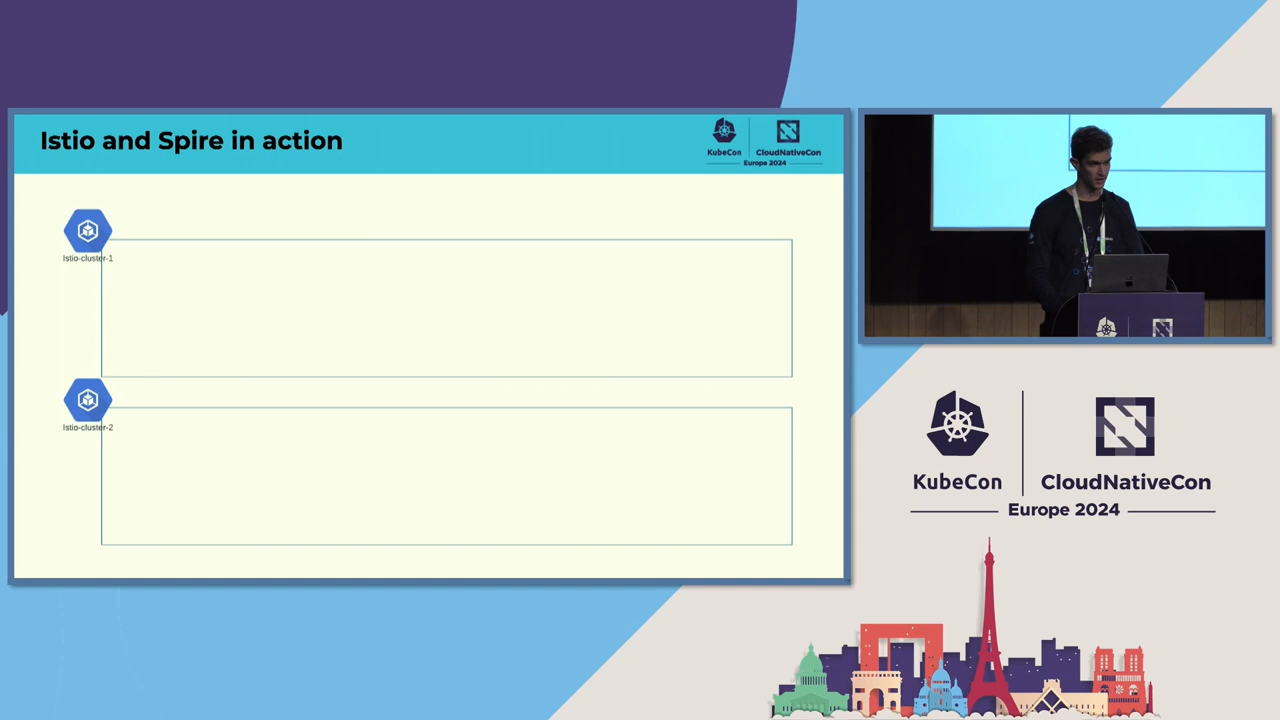 Istio and Spire in action
KubeCon
CloudNativeCon
Europe 2024
Istio-cluster-1
Istio-cluster-2
KubeCon
CloudNativeCon
Europe 2024